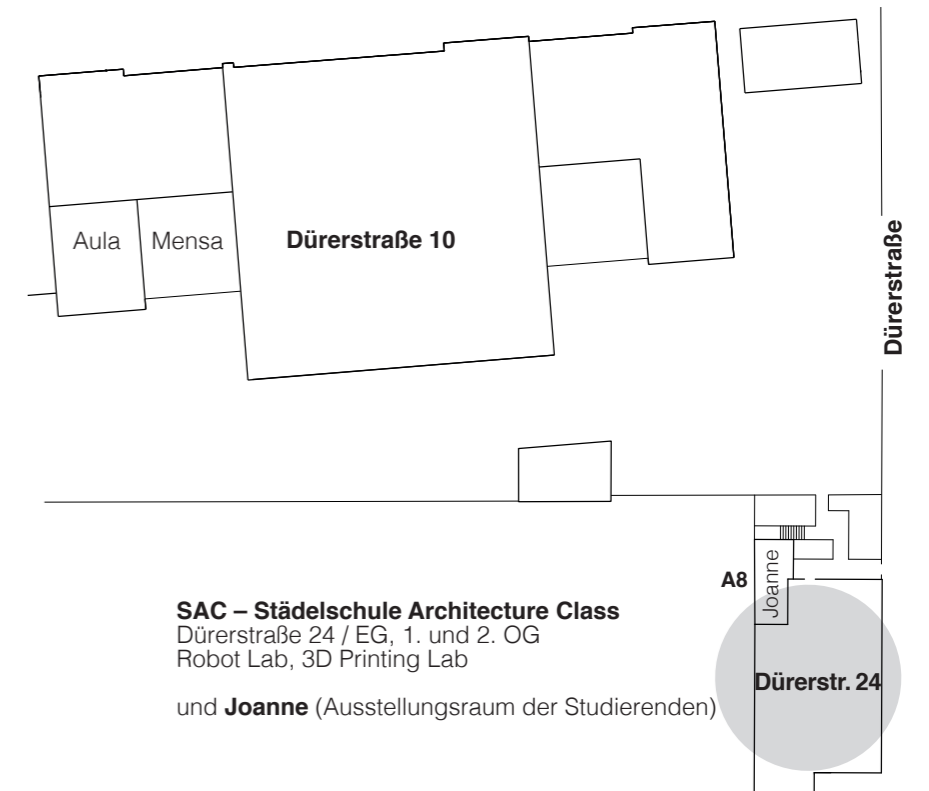 Aula
Mensa
Dürerstraße 10
Dürerstraße
A8
Joanne
SAC – Städelschule Architecture Class
Dürerstraße 24 / EG, 1. und 2. OG
Robot Lab, 3D Printing Lab
und Joanne (Ausstellungsraum der Studierenden)
Dürerstr. 24